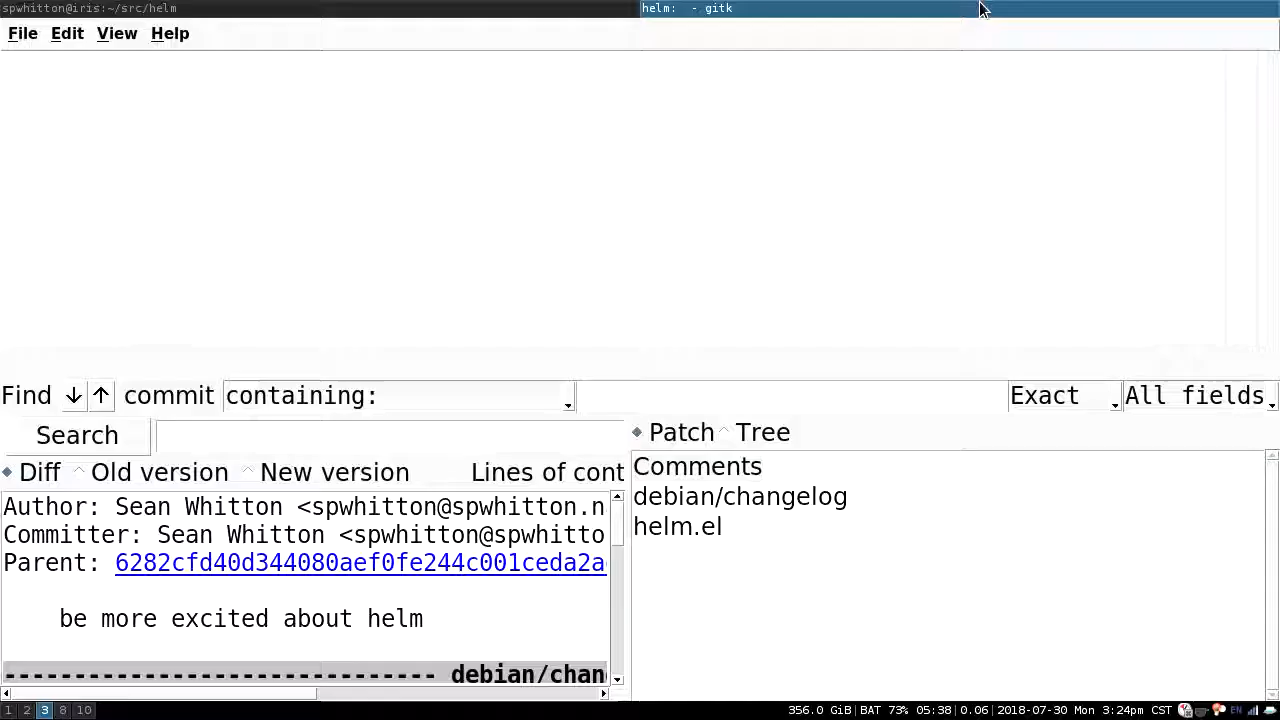 spwhitton@iris:~/src/helm
helm: - gitk
File Edit View Help
Find commit containing: Exact All fields
Search
Patch Tree
Diff Old version New version Lines of cont
Comments
debian/changelog
helm.el
Author: Sean Whitton <spwhitton@spwhitton.n
Committer: Sean Whitton <spwhitton@spwhitto
Parent: 6282cfd40d344080aef0fe244c001ceda2a
be more excited about helm
------------------------------- debian/chan
1 2 3 8 10
356.0 GiB|BAT 73% 05:38|0.06|2018-07-30 Mon 3:24pm CST EN